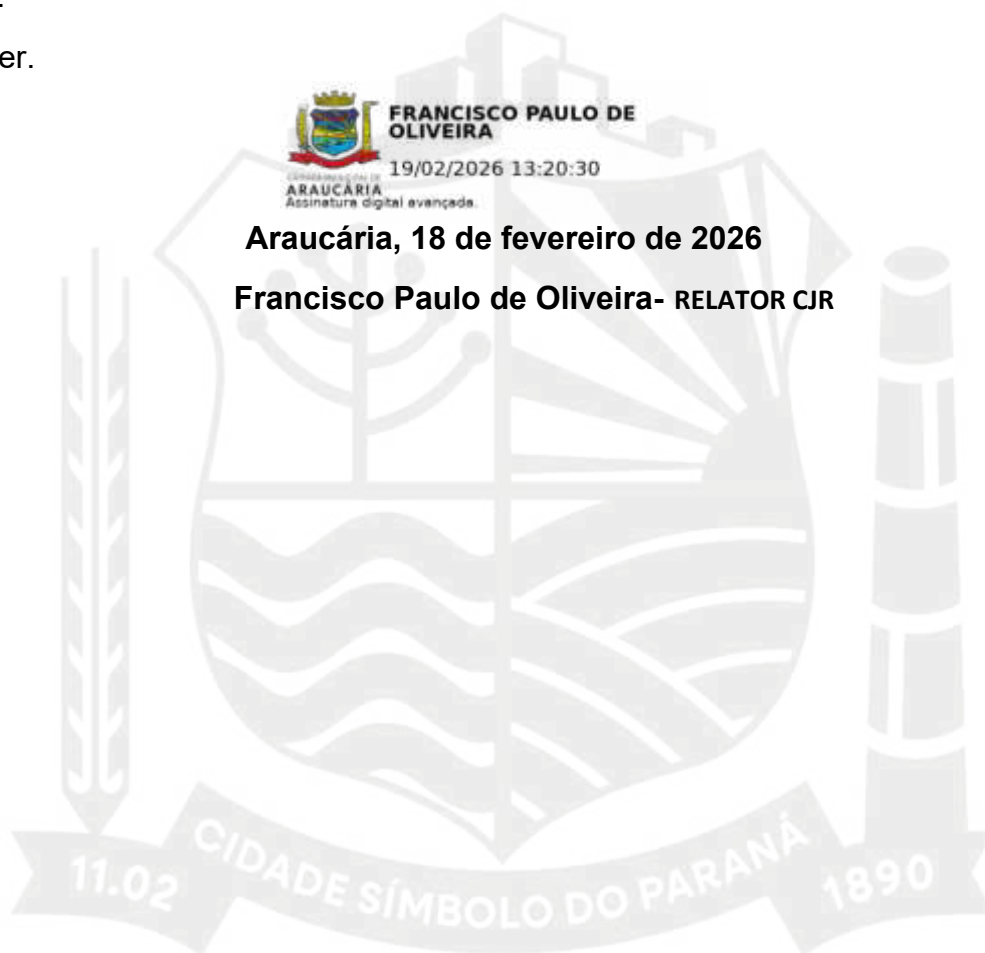 er.
FRANCISCO PAULO DE
OLIVEIRA
19/02/2026 13:20:30
ARAUCÁRIA
Assinatura digital avançada.
Araucária, 18 de fevereiro de 2026
Francisco Paulo de Oliveira- RELATOR CJR
CIDADE SÍMBOLO DO PARANÁ
11.02
1890